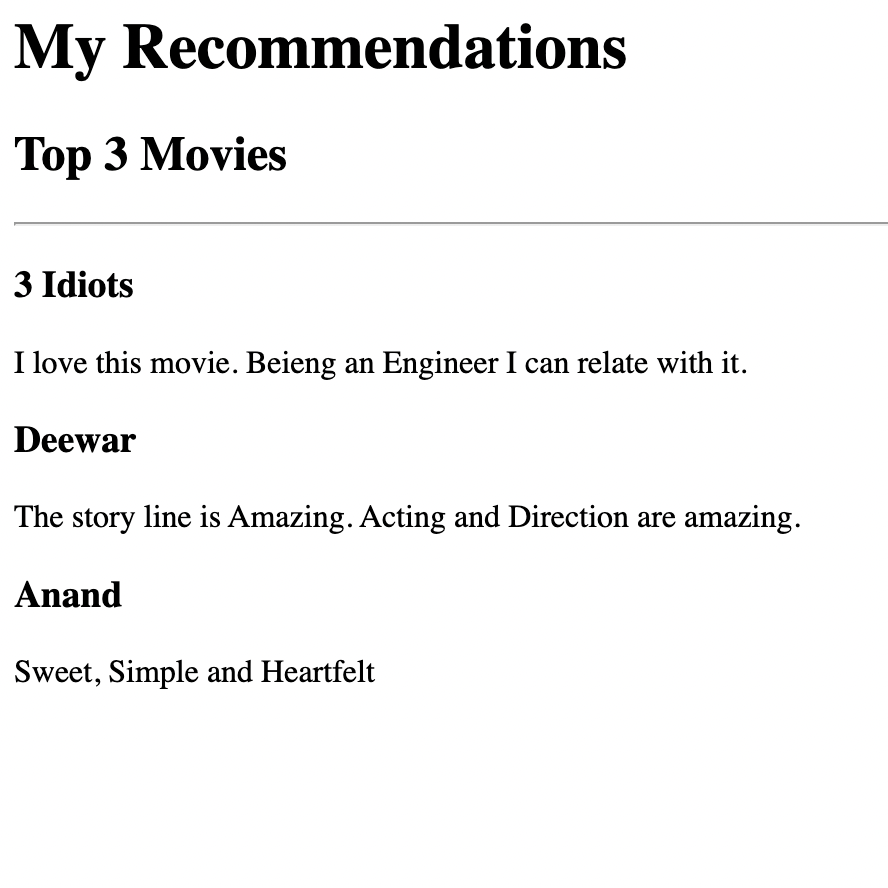 My Recommendations
Top 3 Movies
3 Idiots
I love this movie. Beieng an Engineer I can relate with it.
Deewar
The story line is Amazing. Acting and Direction are amazing.
Anand
Sweet, Simple and Heartfelt